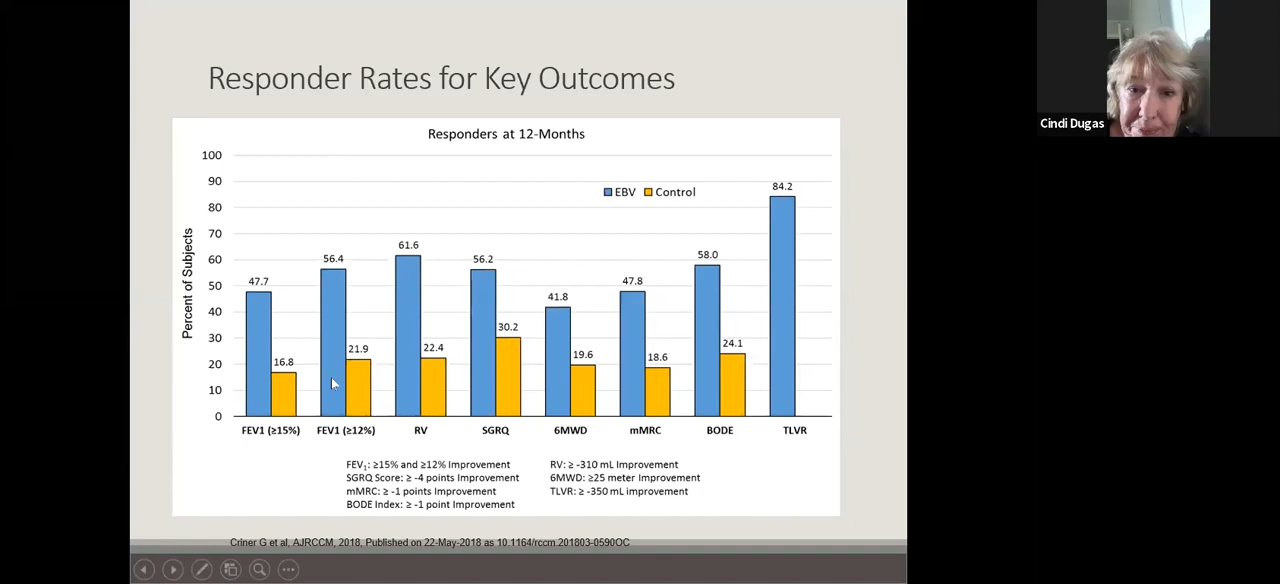 Responder Rates for Key Outcomes
Cindi Dugas
Responders at 12-Months
EBV Control
Percent of Subjects
100
90
80
70
60
50
40
30
20
10
0
47.7 16.8
56.4 21.9
61.6 22.4
56.2 30.2
41.8 19.6
47.8 18.6
58.0 24.1
84.2
FEV1 (≥15%) FEV1 (≥12%) RV SGRQ 6MWD mMRC BODE TLVR
FEV1: ≥15% and ≥12% Improvement
SGRQ Score: ≥ -4 points Improvement
mMRC: ≥ -1 points Improvement
BODE Index: ≥ -1 point Improvement
RV: ≥ -310 mL Improvement
6MWD: ≥25 meter Improvement
TLVR: ≥ -350 mL improvement
Criner G et al, AJRCCM, 2018, Published on 22-May-2018 as 10.1164/rccm.201803-0590OC